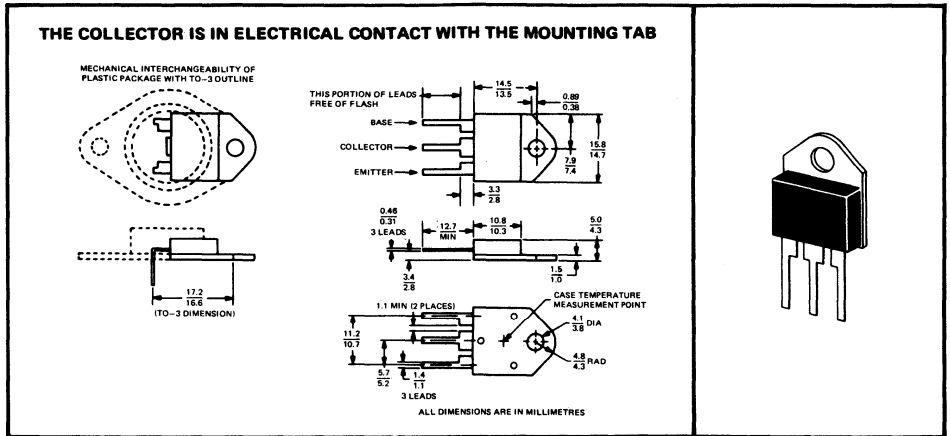 THE COLLECTOR IS IN ELECTRICAL CONTACT WITH THE MOUNTING TAB
MECHANICAL INTERCHANGEABILITY OF
PLASTIC PACKAGE WITH TO-3 OUTLINE
THIS PORTION OF LEADS
FREE OF FLASH
14.5
13.5
0.89
0.38
BASE
COLLECTOR
EMITTER
15.8
14.7
7.9
7.4
3.3
2.8
0.46
0.31
3 LEADS
12.7
MIN
10.8
10.3
5.0
4.3
3.4
2.8
1.5
1.0
17.2
16.6
(TO-3 DIMENSION)
1.1 MIN (2 PLACES)
CASE TEMPERATURE
MEASUREMENT POINT
4.1
3.8
DIA
11.2
10.7
4.8
4.3
RAD
5.7
5.2
1.4
1.1
3 LEADS
ALL DIMENSIONS ARE IN MILLIMETRES